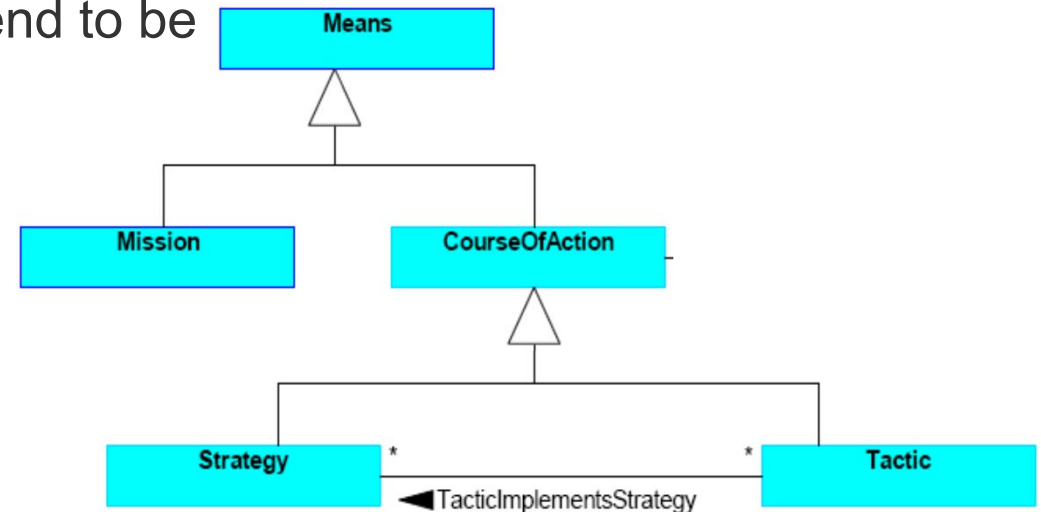 end to be
Means
Mission
CourseOfAction
Strategy
*
*
Tactic
TacticImplementsStrategy